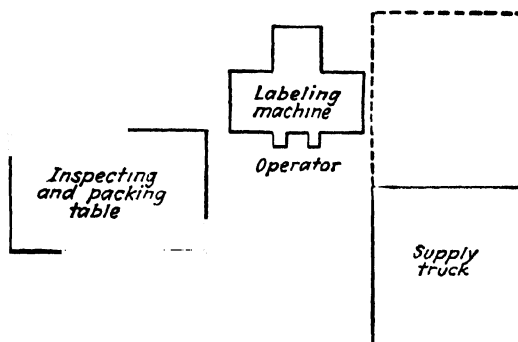 Labeling
machine
Operator
Inspecting
and packing
table
Supply
truck